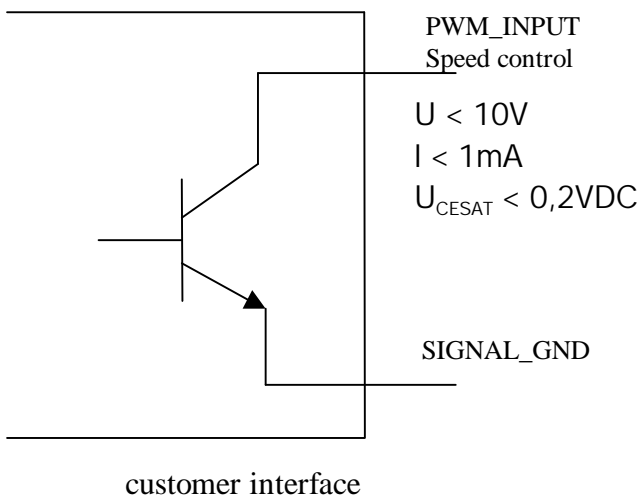 PWM_INPUT
Speed control
U < 10V
I < 1mA
UCESAT < 0,2VDC
SIGNAL_GND
customer interface